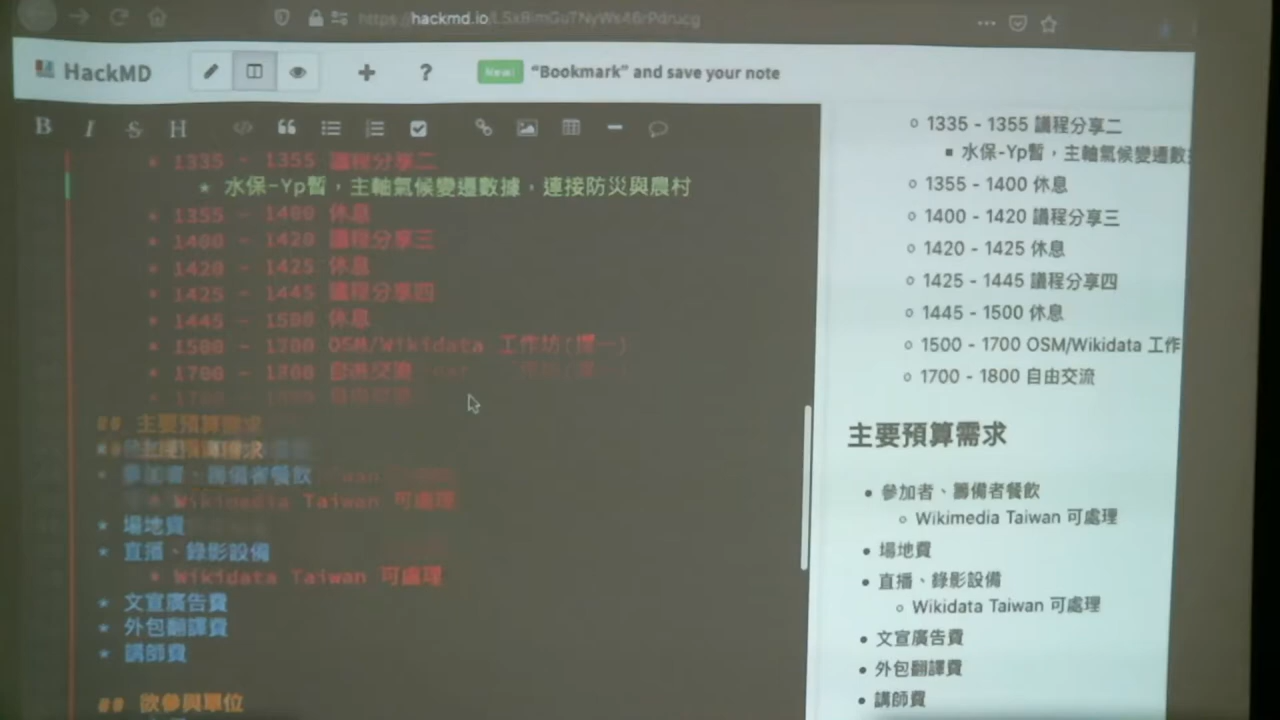 https://hackmd.io/
HackMD
New! “Bookmark” and save your note
B I S H
* 1335 - 1355 議程分享二
* 水保-Yp暫，主軸氣候變遷數據，連接防災與農村
* 1355 - 1400 休息
* 1400 - 1420 議程分享三
* 1420 - 1425 休息
* 1425 - 1445 議程分享四
* 1445 - 1500 休息
* 1500 - 1700 OSM/Wikidata 工作坊(擇一)
* 1700 - 1800 自由交流
## 主要預算需求
* 參加者、籌備者餐飲
* Wikimedia Taiwan 可處理
* 場地費
* 直播、錄影設備
* Wikidata Taiwan 可處理
* 文宣廣告費
* 外包翻譯費
* 講師費
## 欲參與單位
1335 - 1355 議程分享二
水保-Yp暫，主軸氣候變遷數
1355 - 1400 休息
1400 - 1420 議程分享三
1420 - 1425 休息
1425 - 1445 議程分享四
1445 - 1500 休息
1500 - 1700 OSM/Wikidata 工作
1700 - 1800 自由交流
主要預算需求
參加者、籌備者餐飲
Wikimedia Taiwan 可處理
場地費
直播、錄影設備
Wikidata Taiwan 可處理
文宣廣告費
外包翻譯費
講師費